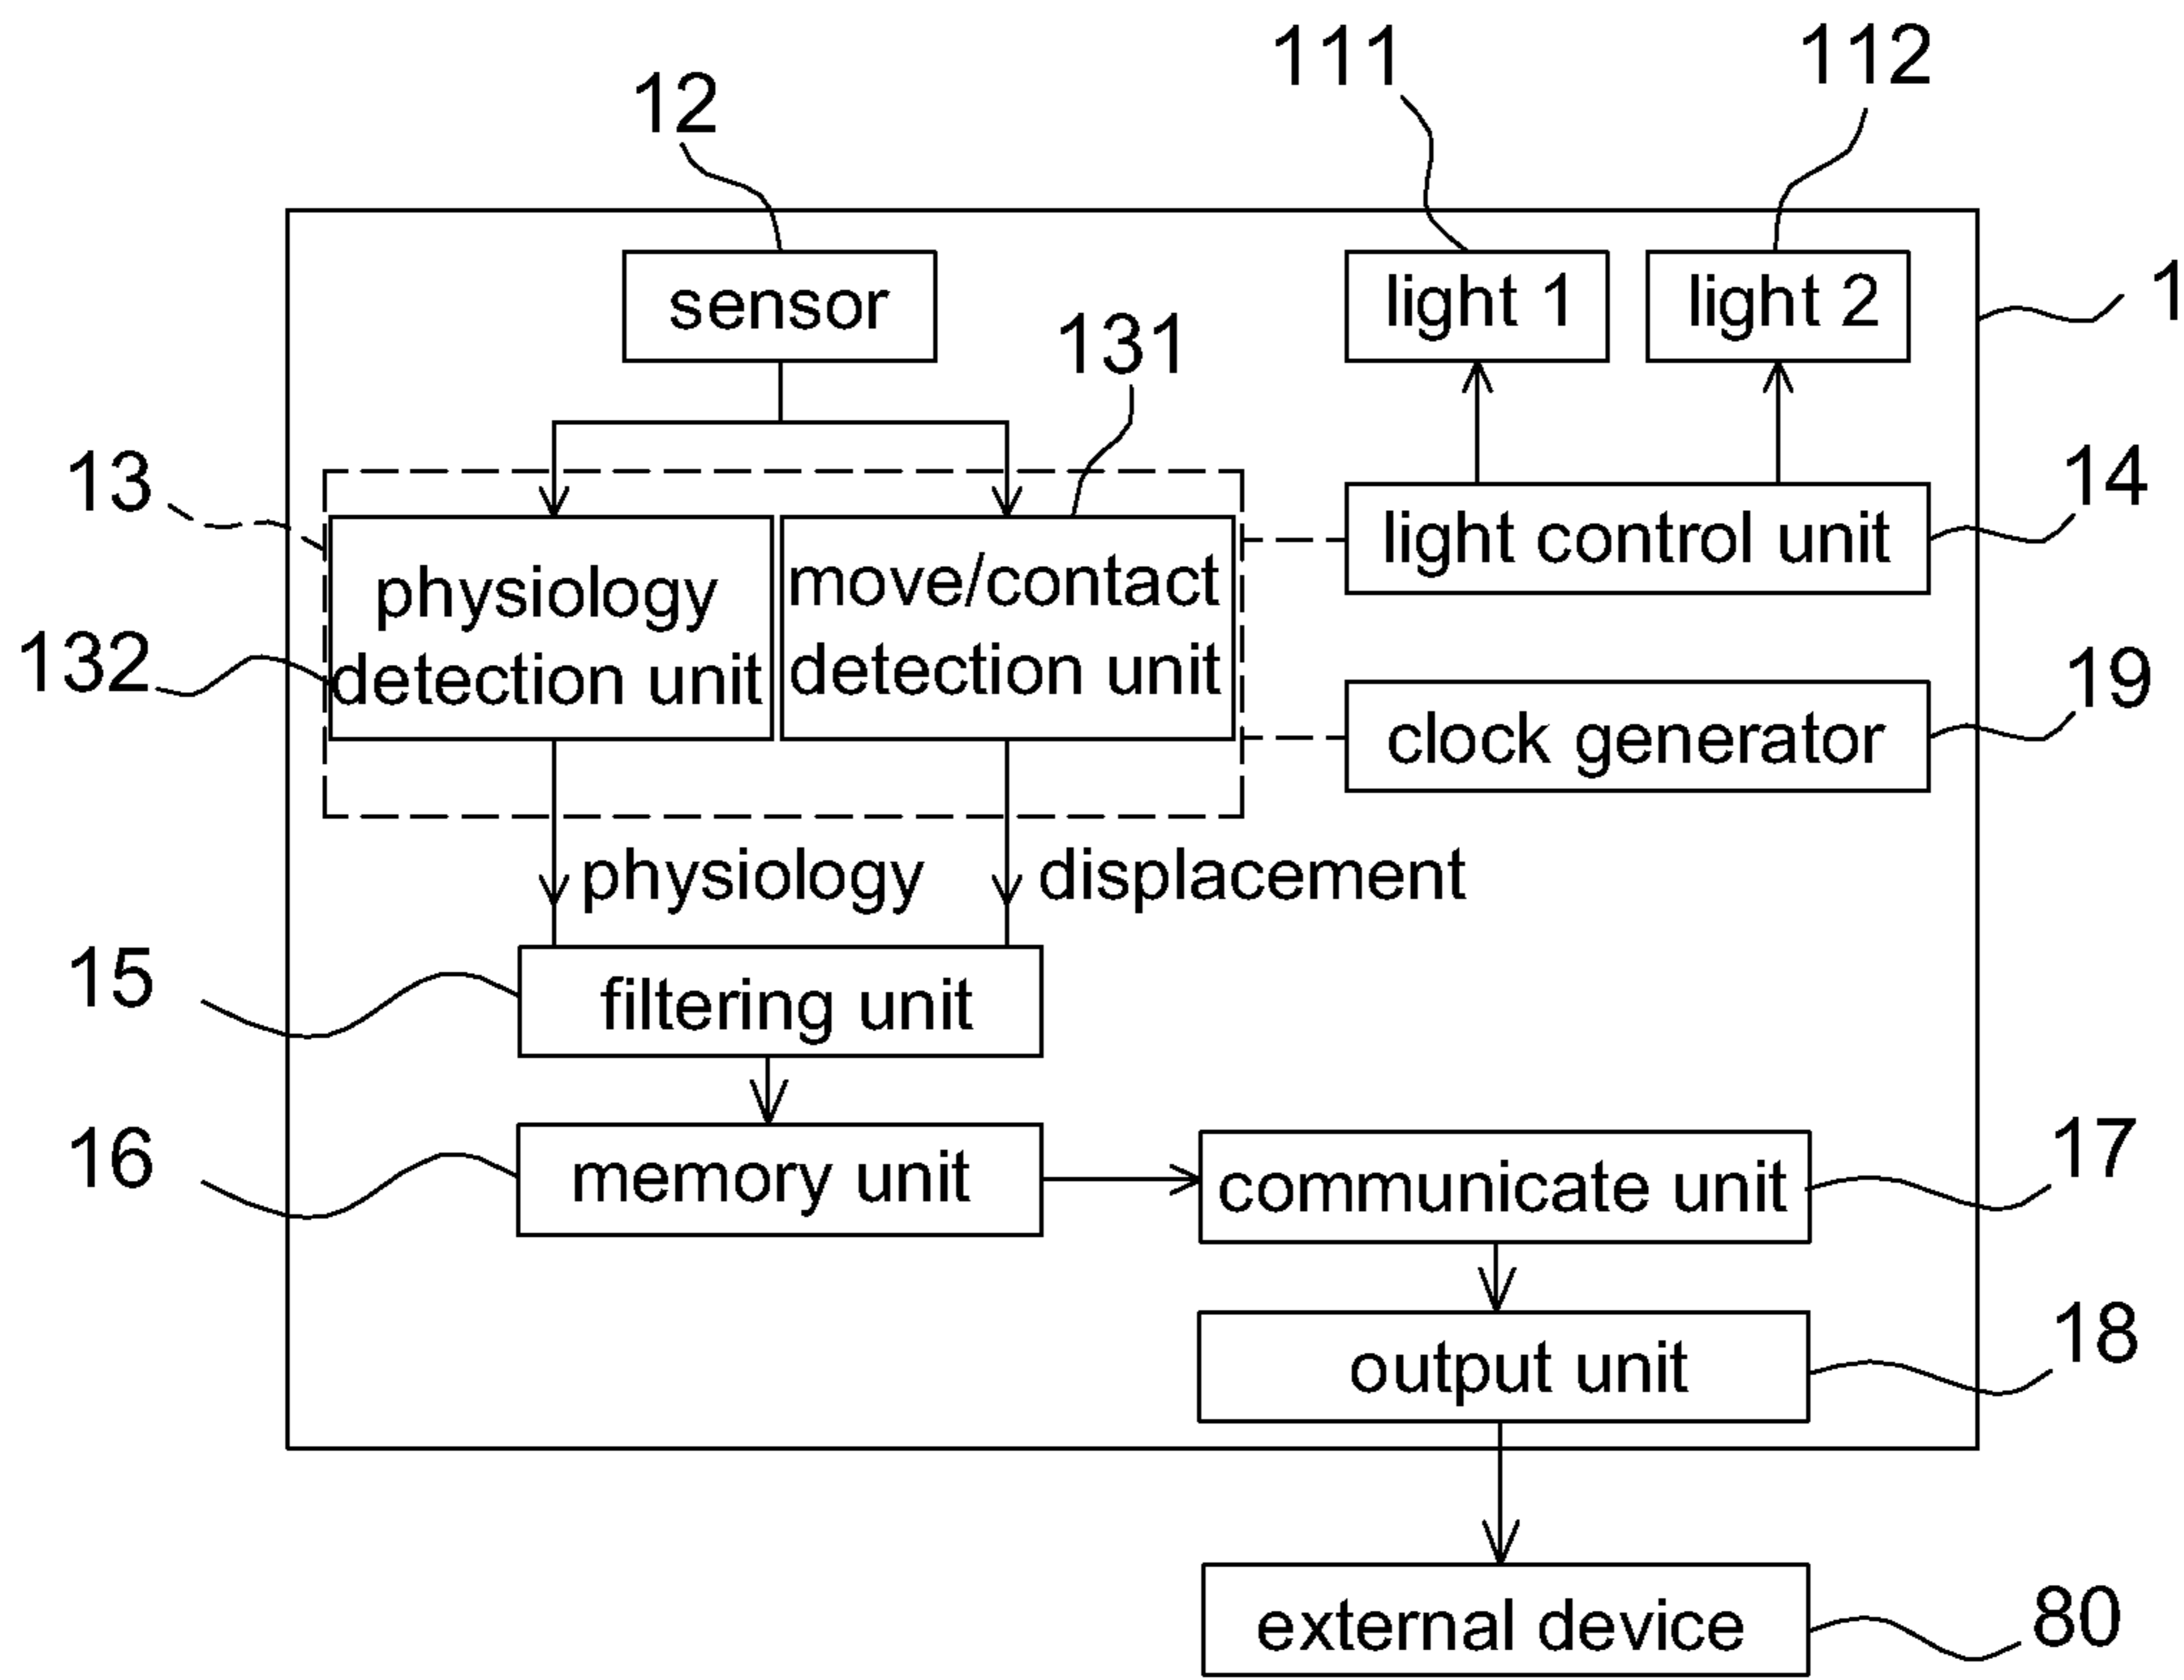 111
112
12
sensor
light 1
light 2
1
131
13
14
light control unit
physiology
detection unit
move/contact
detection unit
132
19
clock generator
physiology
displacement
15
filtering unit
16
memory unit
17
communicate unit
18
output unit
external device
80